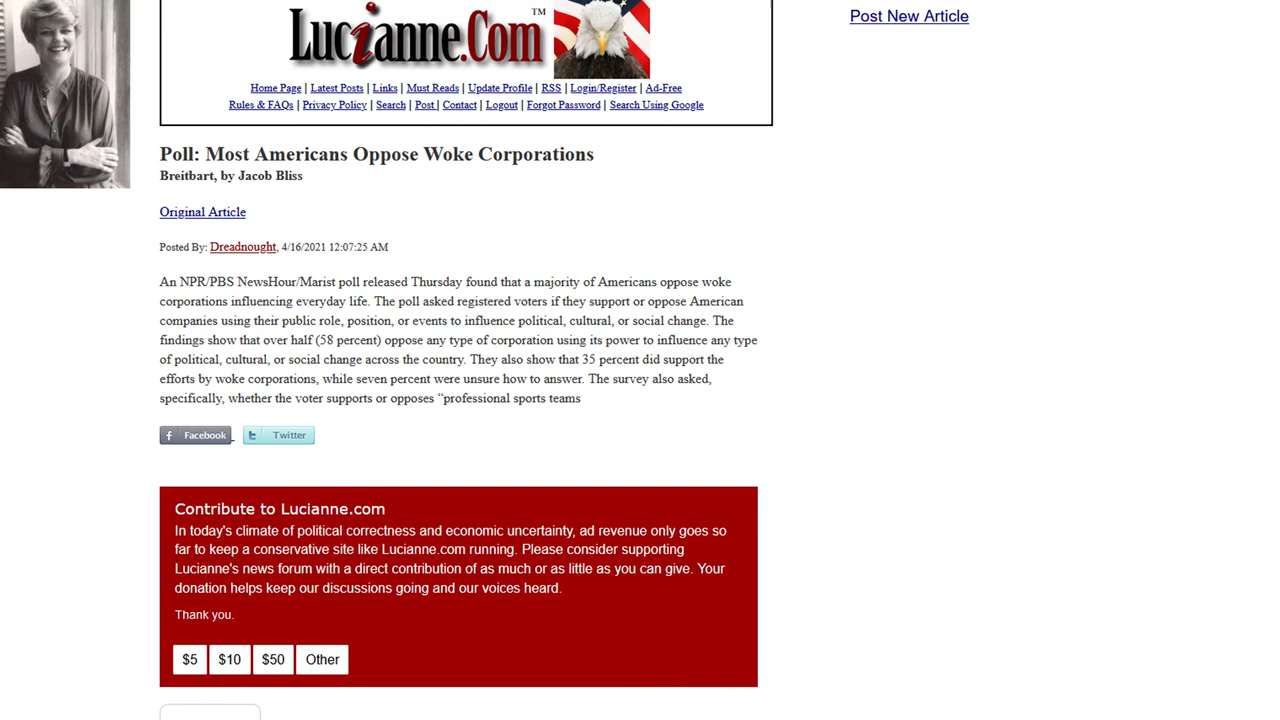 Lucianne.Com™
Post New Article
Home Page | Latest Posts | Links | Must Reads | Update Profile | RSS | Login/Register | Ad-Free
Rules & FAQs | Privacy Policy | Search | Post | Contact | Logout | Forgot Password | Search Using Google
Poll: Most Americans Oppose Woke Corporations
Breitbart, by Jacob Bliss
Original Article
Posted By: Dreadnought, 4/16/2021 12:07:25 AM
An NPR/PBS NewsHour/Marist poll released Thursday found that a majority of Americans oppose woke
corporations influencing everyday life. The poll asked registered voters if they support or oppose American
companies using their public role, position, or events to influence political, cultural, or social change. The
findings show that over half (58 percent) oppose any type of corporation using its power to influence any type
of political, cultural, or social change across the country. They also show that 35 percent did support the
efforts by woke corporations, while seven percent were unsure how to answer. The survey also asked,
specifically, whether the voter supports or opposes “professional sports teams
Facebook Twitter
Contribute to Lucianne.com
In today's climate of political correctness and economic uncertainty, ad revenue only goes so
far to keep a conservative site like Lucianne.com running. Please consider supporting
Lucianne's news forum with a direct contribution of as much or as little as you can give. Your
donation helps keep our discussions going and our voices heard.
Thank you.
$5 $10 $50 Other